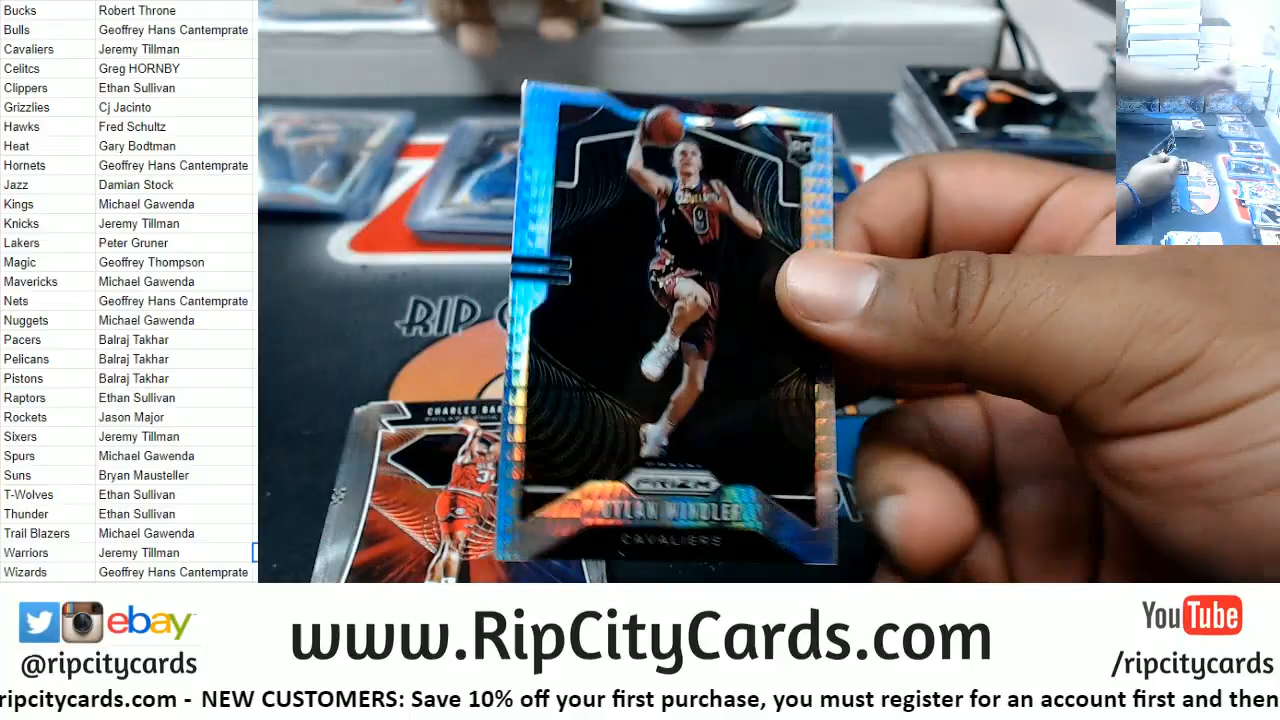 Bucks Robert Throne
Bulls Geoffrey Hans Cantemprate
Cavaliers Jeremy Tillman
Celitcs Greg HORNBY
Clippers Ethan Sullivan
Grizzlies Cj Jacinto
Hawks Fred Schultz
Heat Gary Bodtman
Hornets Geoffrey Hans Cantemprate
Jazz Damian Stock
Kings Michael Gawenda
Knicks Jeremy Tillman
Lakers Peter Gruner
Magic Geoffrey Thompson
Mavericks Michael Gawenda
Nets Geoffrey Hans Cantemprate
Nuggets Michael Gawenda
Pacers Balraj Takhar
Pelicans Balraj Takhar
Pistons Balraj Takhar
Raptors Ethan Sullivan
Rockets Jason Major
Sixers Jeremy Tillman
Spurs Michael Gawenda
Suns Bryan Mausteller
T-Wolves Ethan Sullivan
Thunder Ethan Sullivan
Trail Blazers Michael Gawenda
Warriors Jeremy Tillman
Wizards Geoffrey Hans Cantemprate
RC
9
RIP
CHARLES
PANINI
PRIZM
DYLAN WINDLER
CAVALIERS
ebay
@ripcitycards
www.RipCityCards.com
YouTube
/ripcitycards
ripcitycards.com - NEW CUSTOMERS: Save 10% off your first purchase, you must register for an account first and then